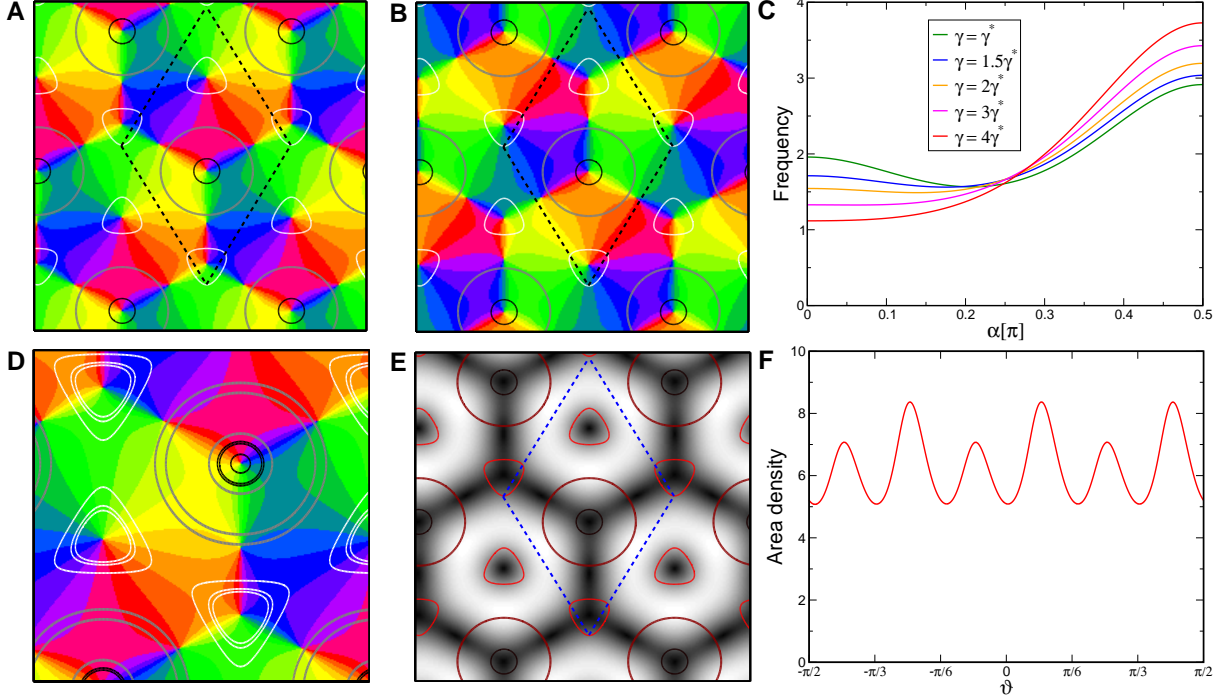 A
B
C
4
3
2
1
0
Frequency
γ = γ*
γ = 1.5γ*
γ = 2γ*
γ = 3γ*
γ = 4γ*
0 0.1 0.2 0.3 0.4 0.5
α[π]
D
E
F
10
8
6
4
2
0
Area density
-π/2 -π/3 -π/6 0 π/6 π/3 π/2
ϑ